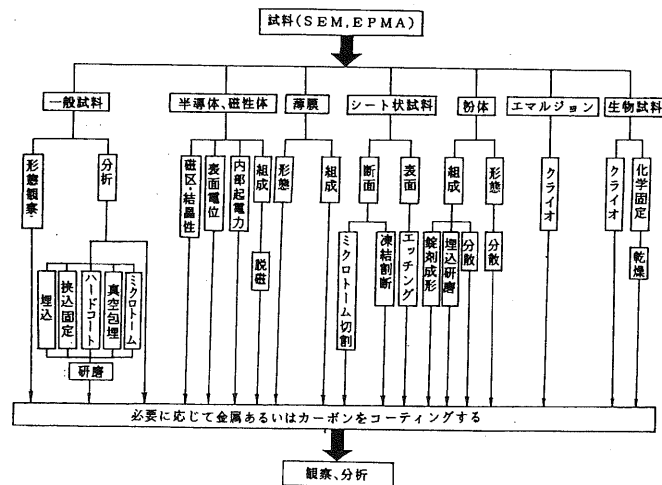 試料(SEM,EPMA)
一般試料
半導体、磁性体
薄膜
シート状試料
粉体
エマルジョン
生物試料
形態観察
分析
磁区・結晶性
表面電位
内部起電力
組成
形態
組成
断面
表面
組成
形態
クライオ
クライオ
化学固定
脱磁
ミクロトーム切削
凍結割断
エッチング
錠剤成形
埋込研磨
分散
分散
乾燥
埋込
挟込固定
ハードコート
真空包埋
ミクロトーム
研磨
必要に応じて金属あるいはカーボンをコーティングする
観察、分析